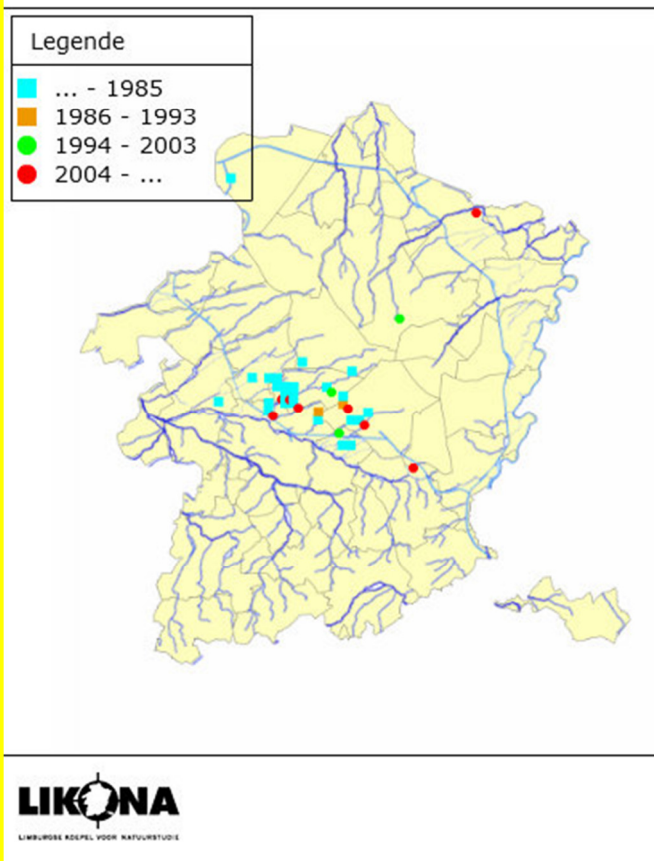 Legende
... - 1985
1986 - 1993
1994 - 2003
2004 - ...
LIKONA
LIMBURGSE KOEPEL VOOR NATUURSTUDIE